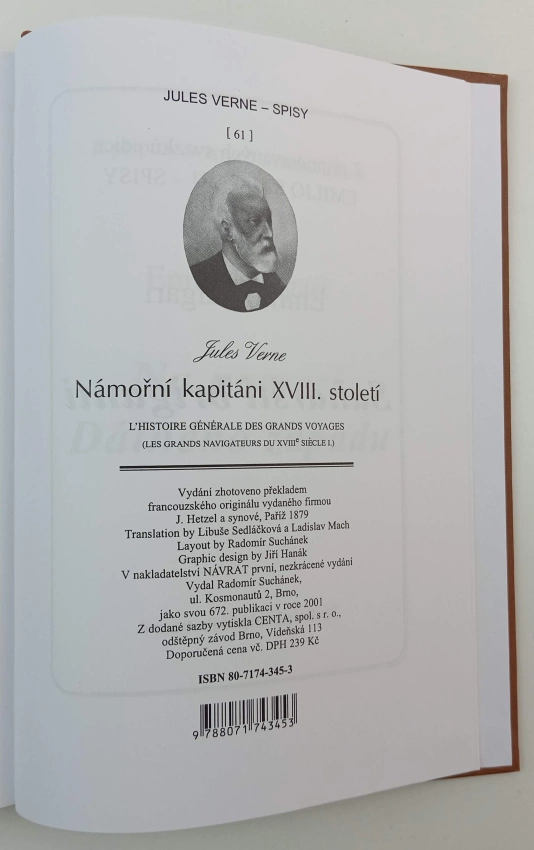 JULES VERNE – SPISY
[ 61 ]
Jules Verne
Námořní kapitáni XVIII. století
L'HISTOIRE GÉNÉRALE DES GRANDS VOYAGES
(LES GRANDS NAVIGATEURS DU XVIIIe SIÈCLE I.)
Vydání zhotoveno překladem
francouzského originálu vydaného firmou
J. Hetzel a synové, Paříž 1879
Translation by Libuše Sedláčková a Ladislav Mach
Layout by Radomír Suchánek
Graphic design by Jiří Hanák
V nakladatelství NÁVRAT první, nezkrácené vydání
Vydal Radomír Suchánek,
ul. Kosmonautů 2, Brno,
jako svou 672. publikaci v roce 2001
Z dodané sazby vytiskla CENTA, spol. s r. o.,
odštěpný závod Brno, Vídeňská 113
Doporučená cena vč. DPH 239 Kč
ISBN 80-7174-345-3
9 788071 743453